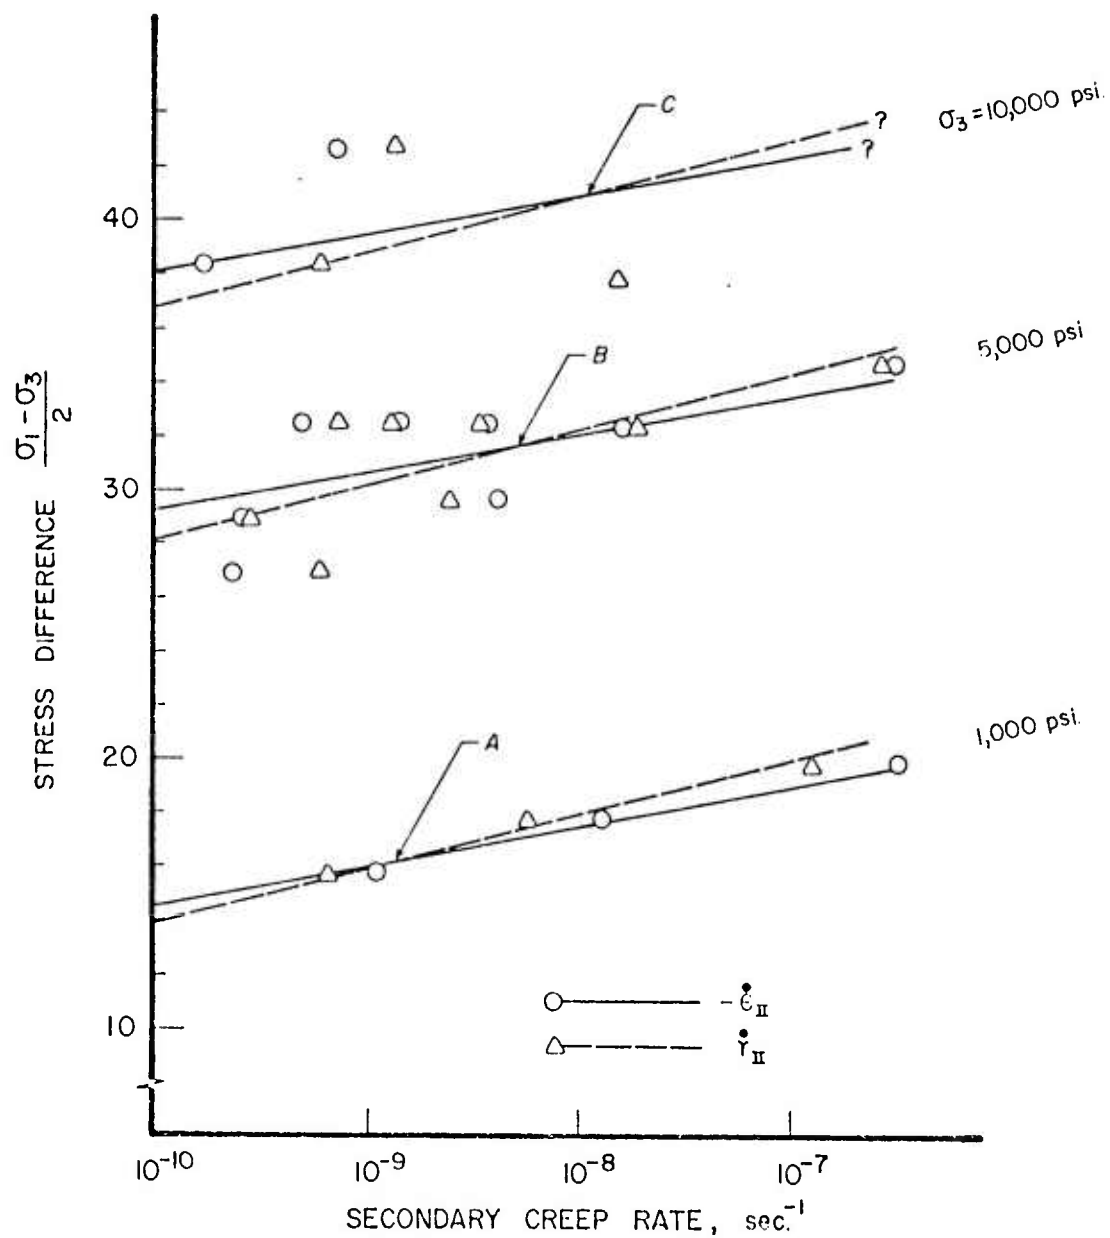 C
σ3 = 10,000 psi.
?
?
40
5,000 psi
B
30
STRESS DIFFERENCE (σ1 - σ3)/2
1,000 psi.
A
20
10
- ε̇II
γ̇II
10^-10
10^-9
10^-8
10^-7
SECONDARY CREEP RATE, sec.^-1